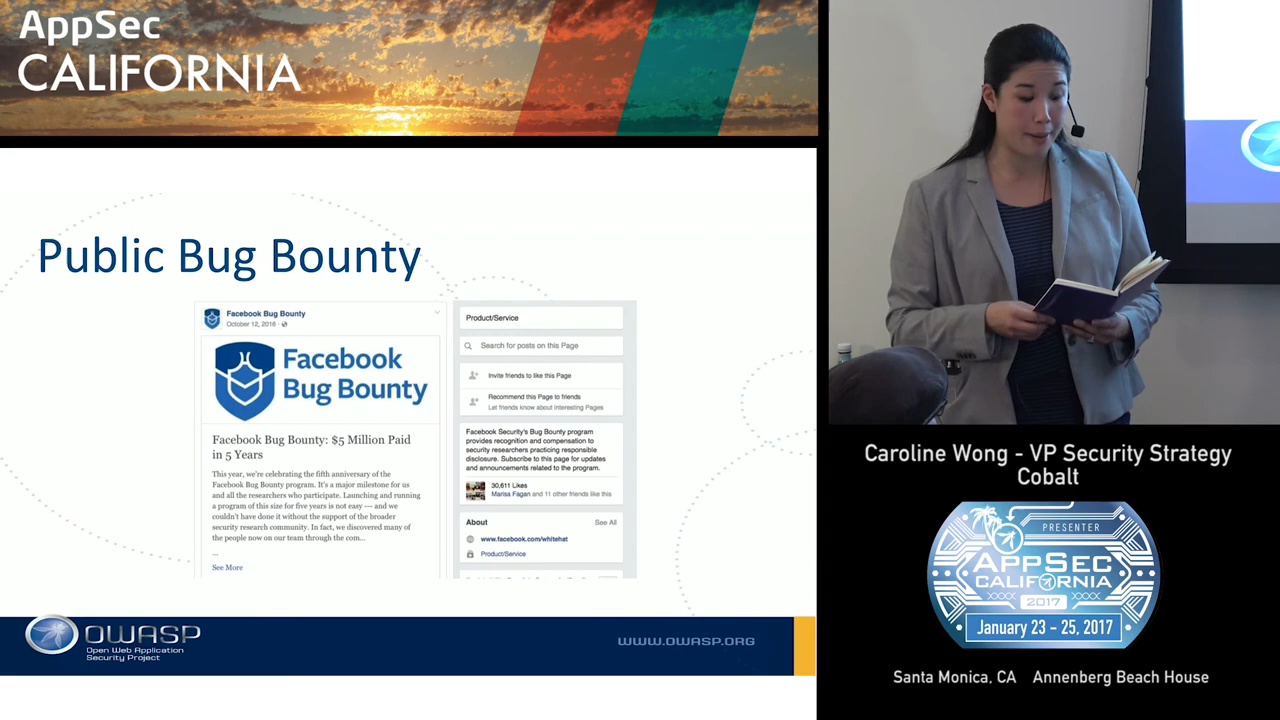 AppSec
CALIFORNIA
Public Bug Bounty
Facebook Bug Bounty
October 12, 2016 ·
Facebook
Bug Bounty
Facebook Bug Bounty: $5 Million Paid
in 5 Years
This year, we're celebrating the fifth anniversary of the
Facebook Bug Bounty program. It's a major milestone for us
and all the researchers who participate. Launching and running
a program of this size for five years is not easy — and we
couldn't have done it without the support of the broader
security research community. In fact, we discovered many of
the people now on our team through the com...
...
See More
Product/Service
Search for posts on this Page
Invite friends to like this Page
Recommend this Page to friends
Let friends know about interesting Pages
Facebook Security's Bug Bounty program
provides recognition and compensation to
security researchers practicing responsible
disclosure. Subscribe to this page for updates
and announcements related to the program.
30,611 Likes
Marisa Fagan and 11 other friends like this
About See All
www.facebook.com/whitehat
Product/Service
OWASP
Open Web Application
Security Project
WWW.OWASP.ORG
Caroline Wong - VP Security Strategy
Cobalt
PRESENTER
APPSEC
CALIFORNIA
XXXX 2017 XXXX
January 23 - 25, 2017
Santa Monica, CA Annenberg Beach House